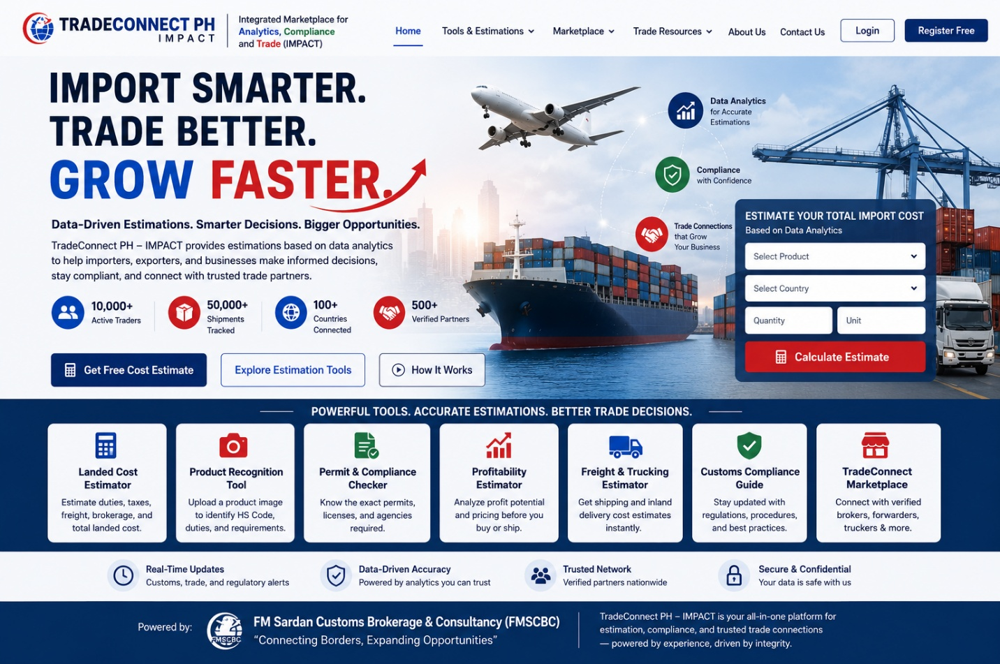 TRADECONNECT PH
IMPACT
Integrated Marketplace for
Analytics, Compliance
and Trade (IMPACT)
Home
Tools & Estimations
Marketplace
Trade Resources
About Us
Contact Us
Login
Register Free
IMPORT SMARTER.
TRADE BETTER.
GROW FASTER.
Data-Driven Estimations. Smarter Decisions. Bigger Opportunities.
TradeConnect PH – IMPACT provides estimations based on data analytics
to help importers, exporters, and businesses make informed decisions,
stay compliant, and connect with trusted trade partners.
10,000+
Active Traders
50,000+
Shipments
Tracked
100+
Countries
Connected
500+
Verified Partners
Get Free Cost Estimate
Explore Estimation Tools
How It Works
Data Analytics
for Accurate
Estimations
Compliance
with Confidence
Trade Connections
that Grow
Your Business
ESTIMATE YOUR TOTAL IMPORT COST
Based on Data Analytics
Select Product
Select Country
Quantity
Unit
Calculate Estimate
POWERFUL TOOLS. ACCURATE ESTIMATIONS. BETTER TRADE DECISIONS.
Landed Cost
Estimator
Estimate duties, taxes,
freight, brokerage, and
total landed cost.
Product Recognition
Tool
Upload a product image
to identify HS Code,
duties, and requirements.
Permit & Compliance
Checker
Know the exact permits,
licenses, and agencies
required.
Profitability
Estimator
Analyze profit potential
and pricing before you
buy or ship.
Freight & Trucking
Estimator
Get shipping and inland
delivery cost estimates
instantly.
Customs Compliance
Guide
Stay updated with
regulations, procedures,
and best practices.
TradeConnect
Marketplace
Connect with verified
brokers, forwarders,
truckers & more.
Real-Time Updates
Customs, trade, and regulatory alerts
Data-Driven Accuracy
Powered by analytics you can trust
Trusted Network
Verified partners nationwide
Secure & Confidential
Your data is safe with us
Powered by:
FMSCBC
FM Sardan Customs Brokerage & Consultancy (FMSCBC)
“Connecting Borders, Expanding Opportunities”
TradeConnect PH – IMPACT is your all-in-one platform for
estimation, compliance, and trusted trade connections
— powered by experience, driven by integrity.